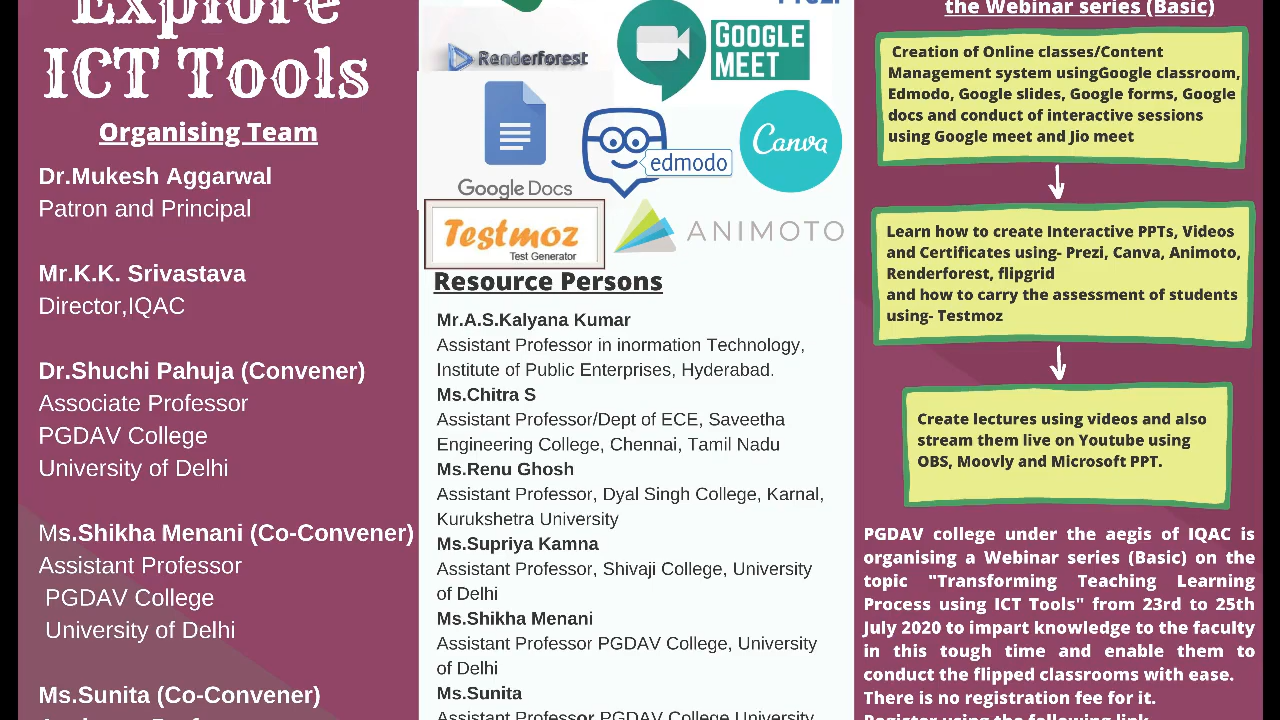 Explore
ICT Tools
Organising Team
Dr.Mukesh Aggarwal
Patron and Principal
Mr.K.K. Srivastava
Director,IQAC
Dr.Shuchi Pahuja (Convener)
Associate Professor
PGDAV College
University of Delhi
Ms.Shikha Menani (Co-Convener)
Assistant Professor
PGDAV College
University of Delhi
Ms.Sunita (Co-Convener)
Renderforest
GOOGLE
MEET
Google Docs
edmodo
Canva
Testmoz
Test Generator
ANIMOTO
Resource Persons
Mr.A.S.Kalyana Kumar
Assistant Professor in inormation Technology,
Institute of Public Enterprises, Hyderabad.
Ms.Chitra S
Assistant Professor/Dept of ECE, Saveetha
Engineering College, Chennai, Tamil Nadu
Ms.Renu Ghosh
Assistant Professor, Dyal Singh College, Karnal,
Kurukshetra University
Ms.Supriya Kamna
Assistant Professor, Shivaji College, University
of Delhi
Ms.Shikha Menani
Assistant Professor PGDAV College, University
of Delhi
Ms.Sunita
Assistant Professor PGDAV College University
the Webinar series (Basic)
Creation of Online classes/Content
Management system usingGoogle classroom,
Edmodo, Google slides, Google forms, Google
docs and conduct of interactive sessions
using Google meet and Jio meet
Learn how to create Interactive PPTs, Videos
and Certificates using- Prezi, Canva, Animoto,
Renderforest, flipgrid
and how to carry the assessment of students
using- Testmoz
Create lectures using videos and also
stream them live on Youtube using
OBS, Moovly and Microsoft PPT.
PGDAV college under the aegis of IQAC is
organising a Webinar series (Basic) on the
topic "Transforming Teaching Learning
Process using ICT Tools" from 23rd to 25th
July 2020 to impart knowledge to the faculty
in this tough time and enable them to
conduct the flipped classrooms with ease.
There is no registration fee for it.
Register using the following link